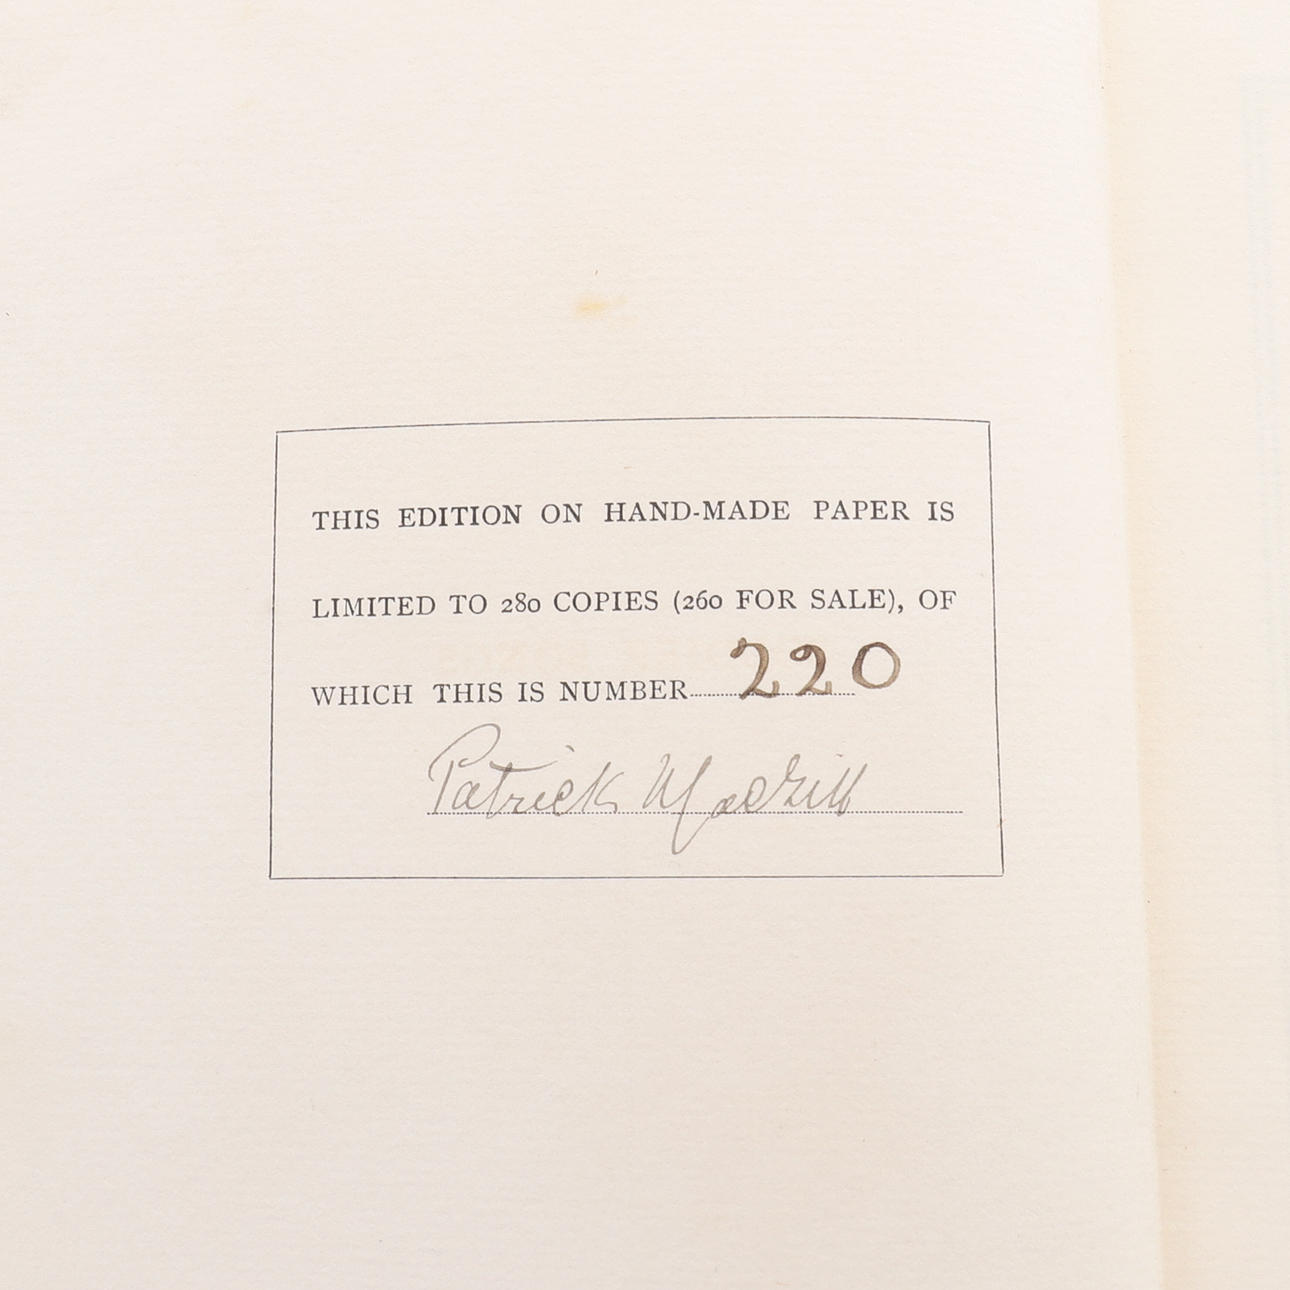 THIS EDITION ON HAND-MADE PAPER IS
LIMITED TO 280 COPIES (260 FOR SALE), OF
WHICH THIS IS NUMBER 220
Patrick MacGill